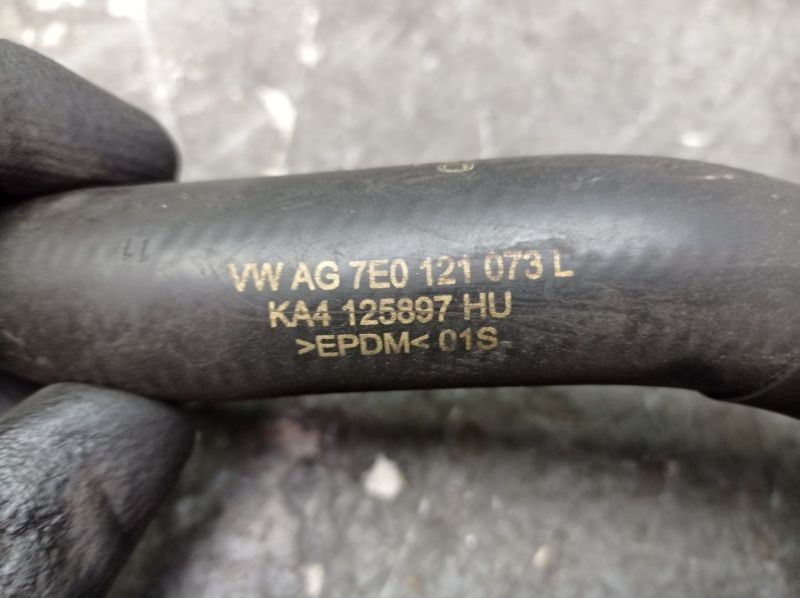 VW AG 7E0 121 073 L
KA4 125897 HU
>EPDM< 01S